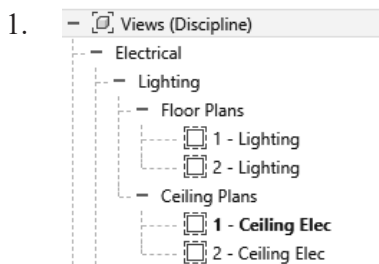 1. Views (Discipline)
Electrical
Lighting
Floor Plans
1 - Lighting
2 - Lighting
Ceiling Plans
1 - Ceiling Elec
2 - Ceiling Elec